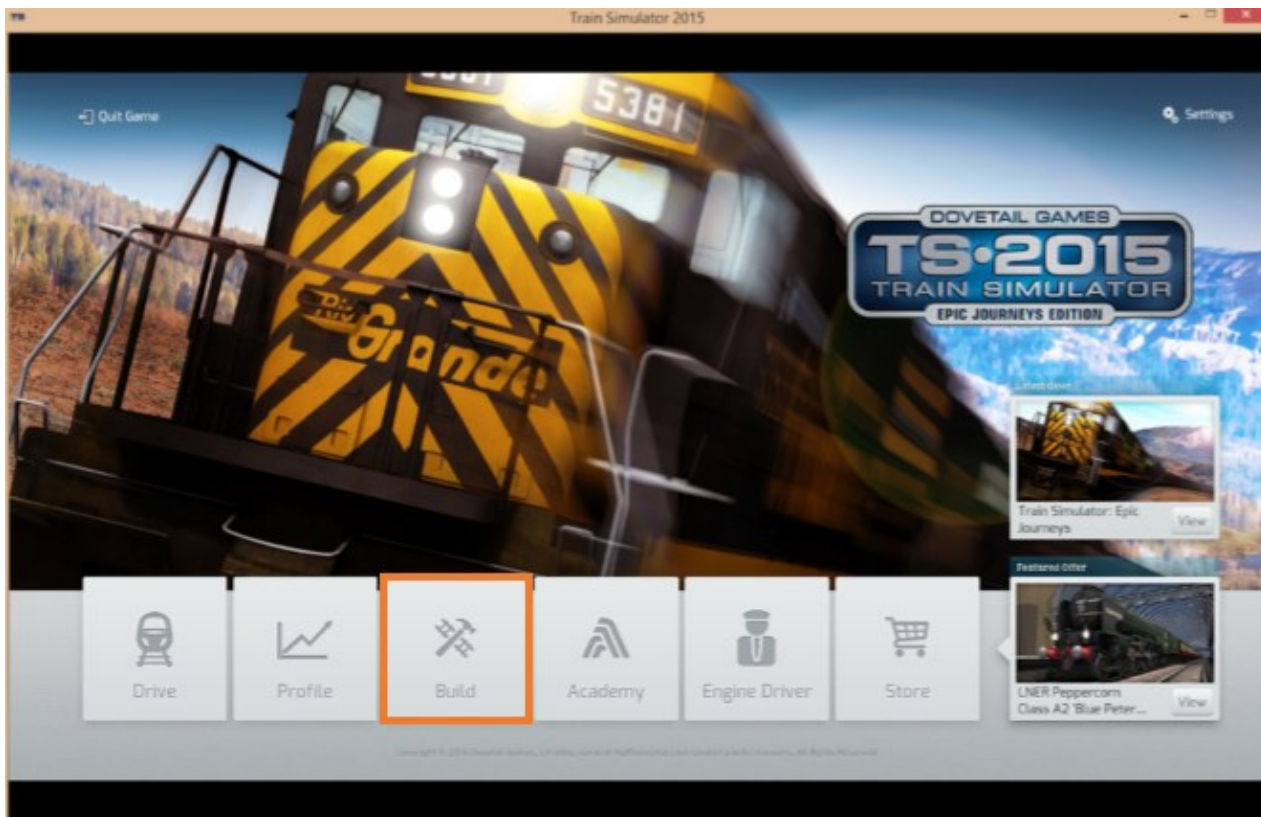 TS
Train Simulator 2015
5381
Quit Game
Settings
DOVETAIL GAMES
TS•2015
TRAIN SIMULATOR
EPIC JOURNEYS EDITION
Rio
Grande
Train Simulator: Epic
Journeys
View
Featured Offer
LNER Peppercorn
Class A2 'Blue Peter...
View
Drive
Profile
Build
Academy
Engine Driver
Store